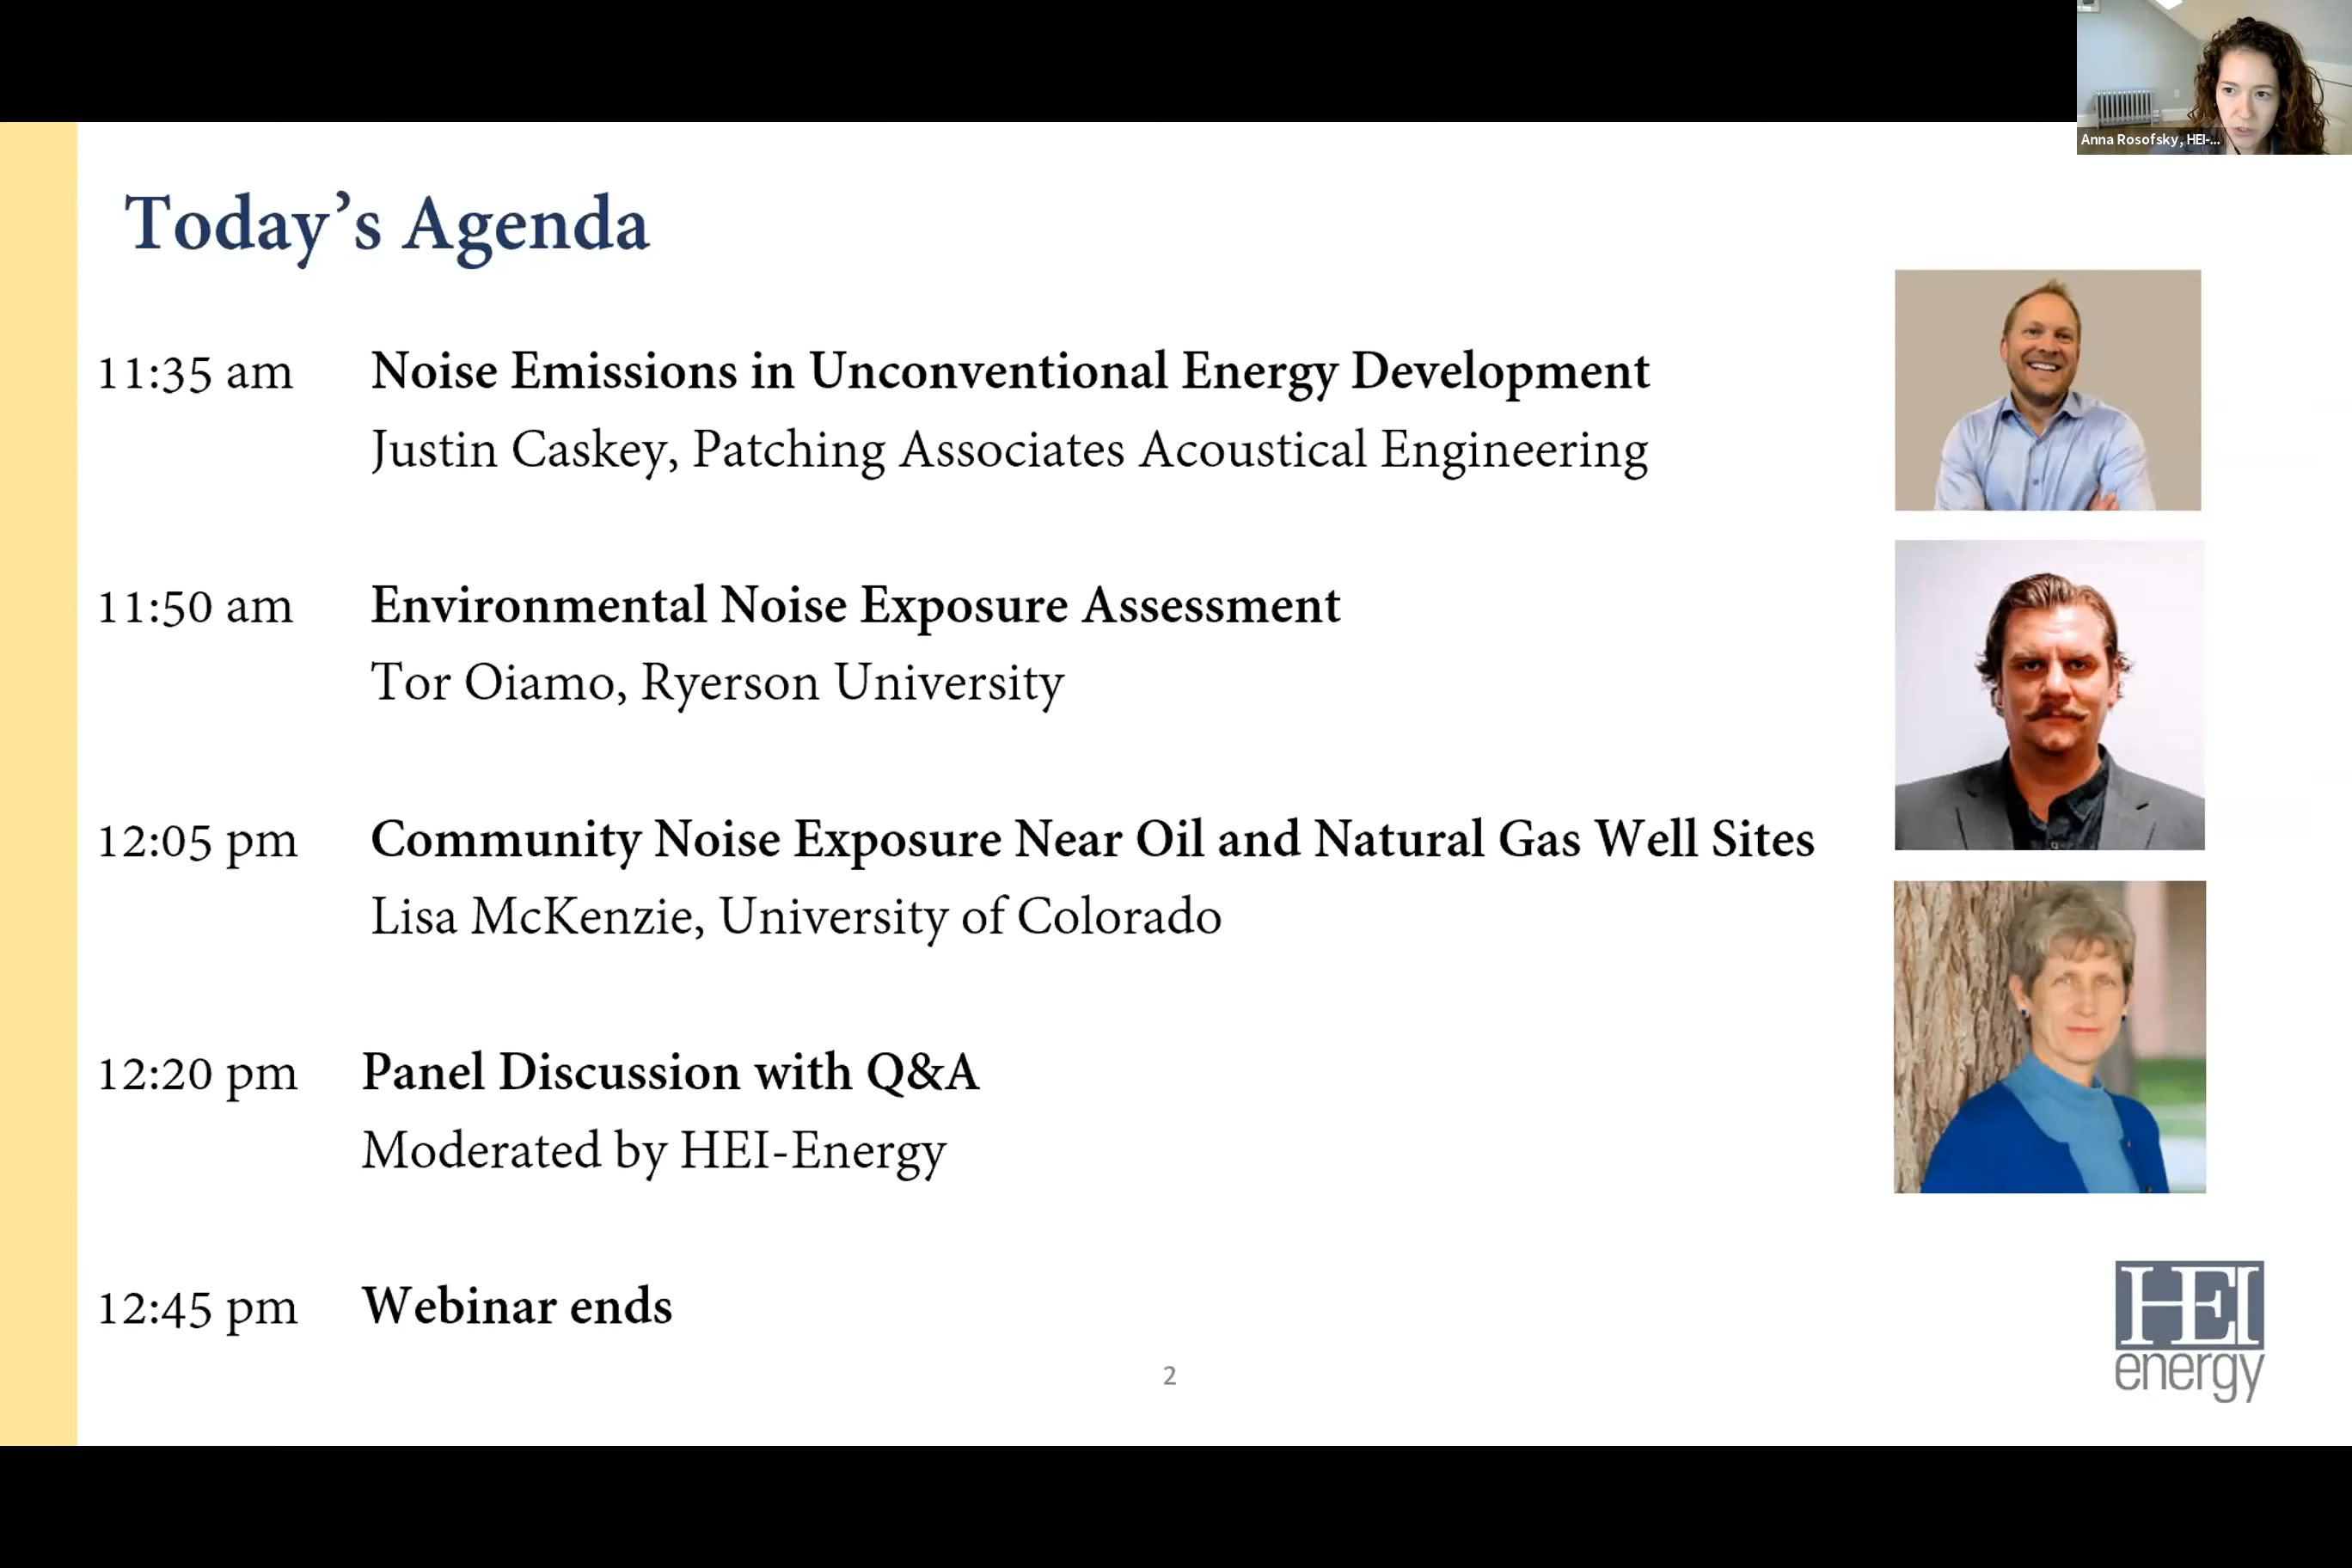 Anna Rosofsky, HEI-...
Today’s Agenda
11:35 am Noise Emissions in Unconventional Energy Development
Justin Caskey, Patching Associates Acoustical Engineering
11:50 am Environmental Noise Exposure Assessment
Tor Oiamo, Ryerson University
12:05 pm Community Noise Exposure Near Oil and Natural Gas Well Sites
Lisa McKenzie, University of Colorado
12:20 pm Panel Discussion with Q&A
Moderated by HEI-Energy
12:45 pm Webinar ends
2
HEI
energy